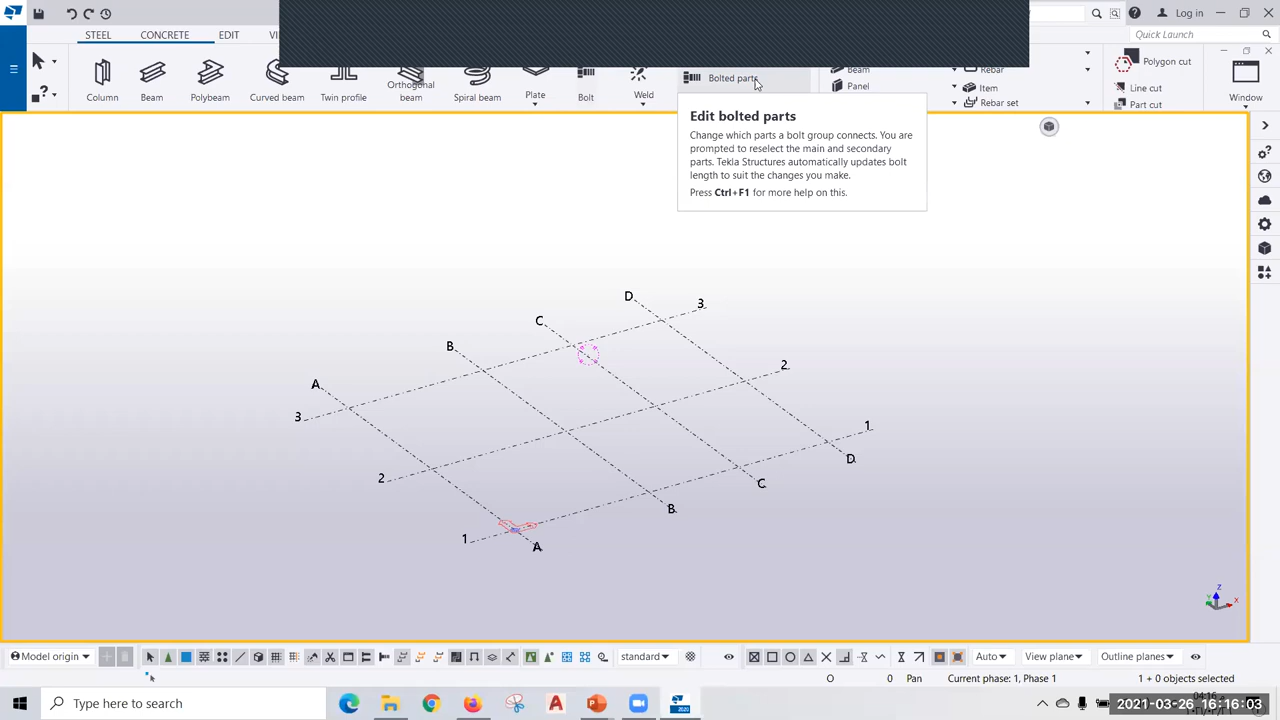 Log in
STEEL
CONCRETE
EDIT
VI
Quick Launch
Column
Beam
Polybeam
Curved beam
Twin profile
Orthogonal
beam
Spiral beam
Plate
Bolt
Weld
Bolted parts
Beam
Panel
Rebar
Item
Rebar set
Polygon cut
Line cut
Part cut
Window
Edit bolted parts
Change which parts a bolt group connects. You are
prompted to reselect the main and secondary
parts. Tekla Structures automatically updates bolt
length to suit the changes you make.
Press Ctrl+F1 for more help on this.
D
3
C
B
2
A
3
1
D
2
C
B
1
A
Z
Y
X
Model origin
standard
Auto
View plane
Outline planes
O
0
Pan
Current phase: 1, Phase 1
1 + 0 objects selected
Type here to search
2020
2021-03-26 16:16:03